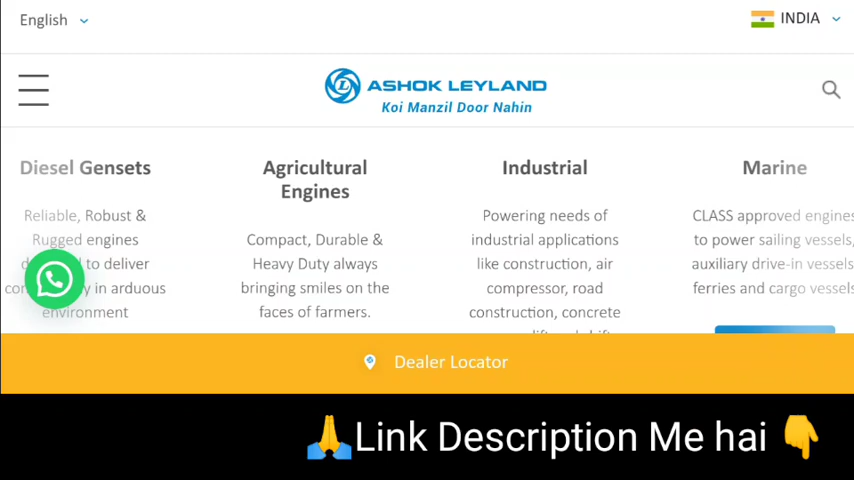 English
INDIA
ASHOK LEYLAND
Koi Manzil Door Nahin
Diesel Gensets
Reliable, Robust &
Rugged engines
to deliver
in arduous
environment
Agricultural
Engines
Compact, Durable &
Heavy Duty always
bringing smiles on the
faces of farmers.
Industrial
Powering needs of
industrial applications
like construction, air
compressor, road
construction, concrete
Marine
CLASS approved engines
to power sailing vessels,
auxiliary drive-in vessels
ferries and cargo vessels
Dealer Locator
🙏Link Description Me hai 👇